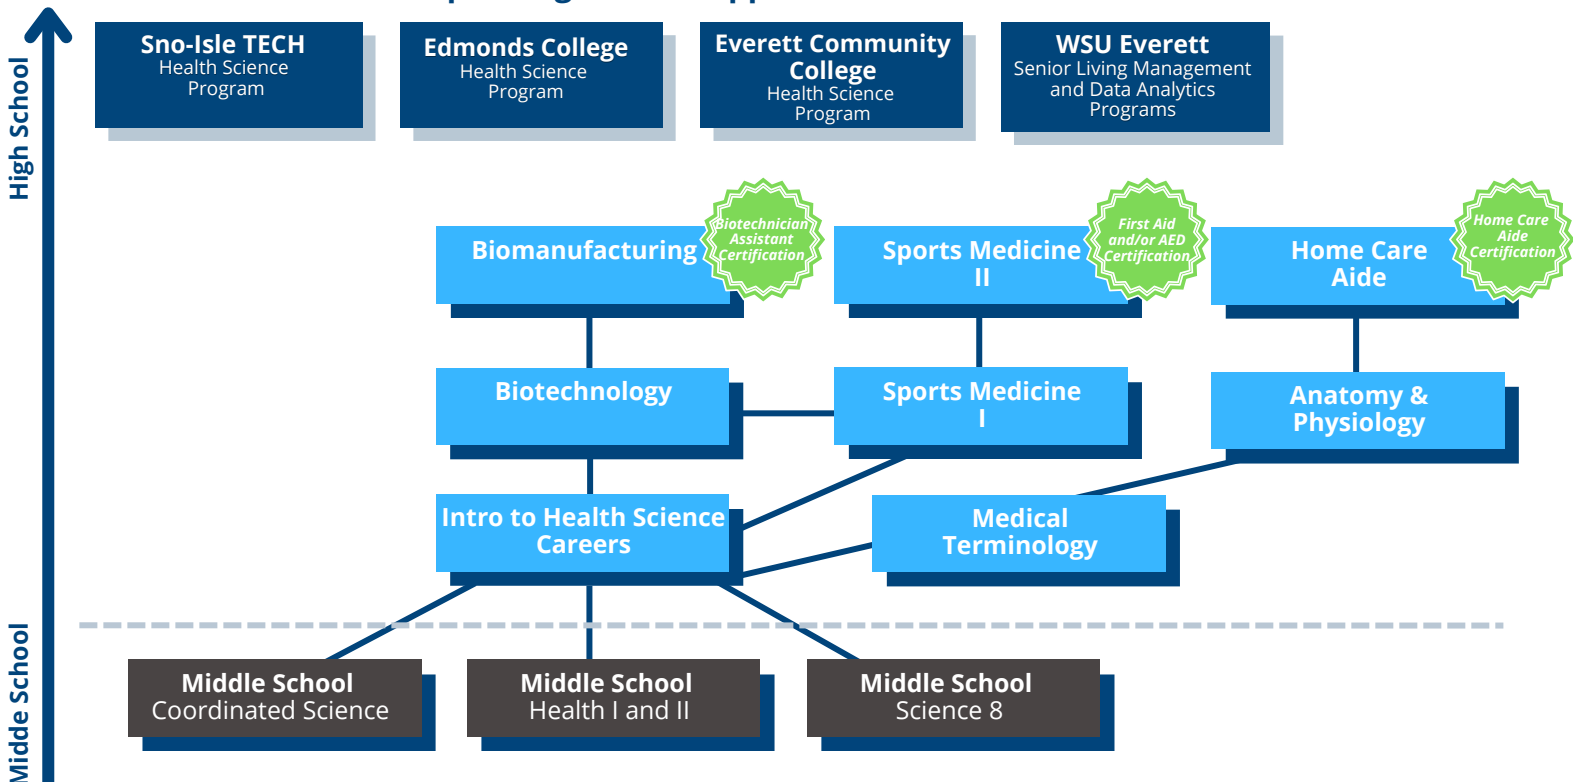 High School
Sno-Isle TECH
Health Science
Program
Edmonds College
Health Science
Program
Everett Community
College
Health Science
Program
WSU Everett
Senior Living Management
and Data Analytics
Programs
Biomanufacturing
Biotechnician
Assistant
Certification
Sports Medicine
II
First Aid
and/or AED
Certification
Home Care
Aide
Home Care
Aide
Certification
Biotechnology
Sports Medicine
I
Anatomy &
Physiology
Intro to Health Science
Careers
Medical
Terminology
Midde School
Middle School
Coordinated Science
Middle School
Health I and II
Middle School
Science 8